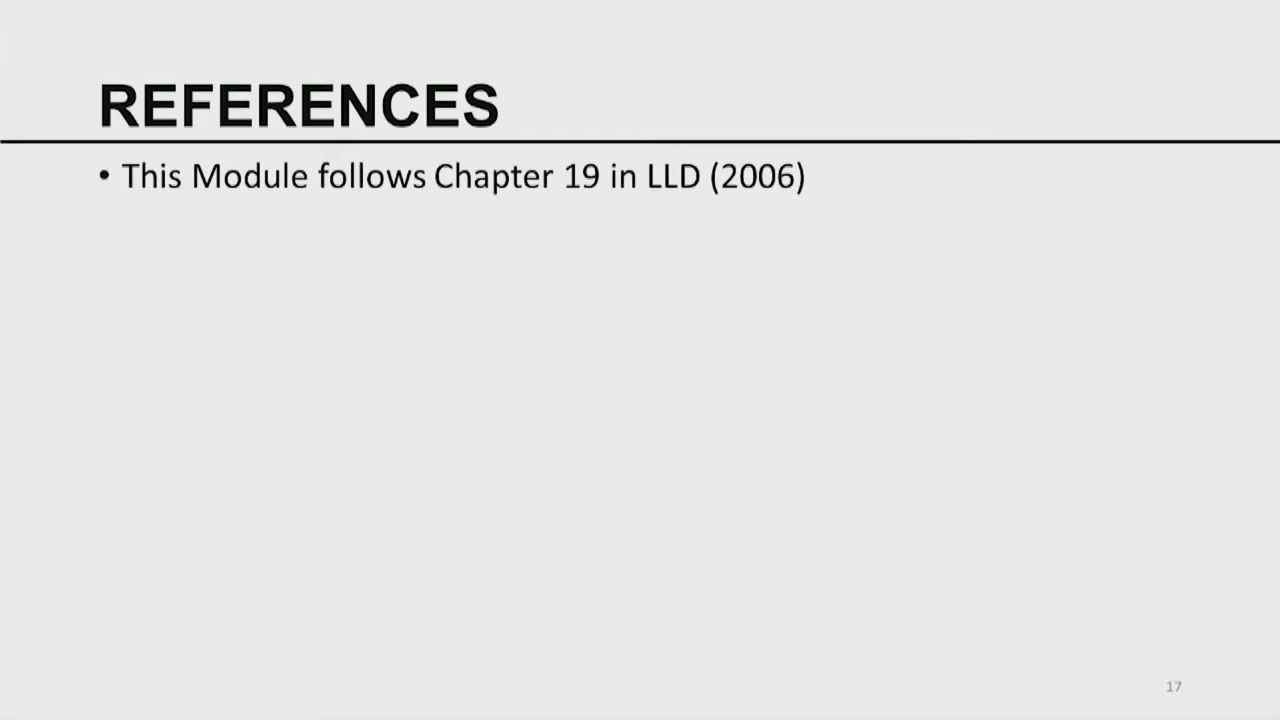 REFERENCES
• This Module follows Chapter 19 in LLD (2006)
17